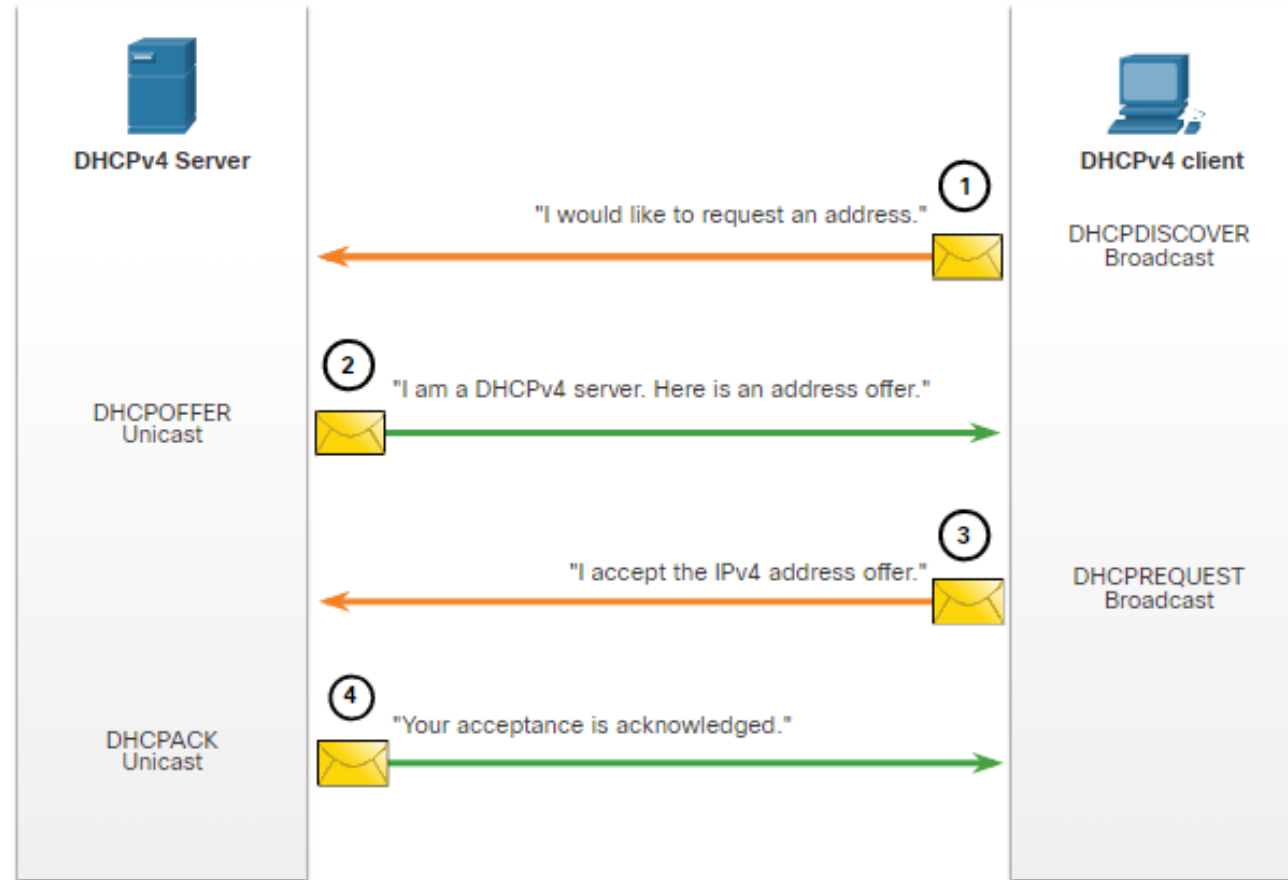 DHCPv4 Server
DHCPv4 client
1
"I would like to request an address."
DHCPDISCOVER
Broadcast
2
"I am a DHCPv4 server. Here is an address offer."
DHCPOFFER
Unicast
3
"I accept the IPv4 address offer."
DHCPREQUEST
Broadcast
4
"Your acceptance is acknowledged."
DHCPACK
Unicast